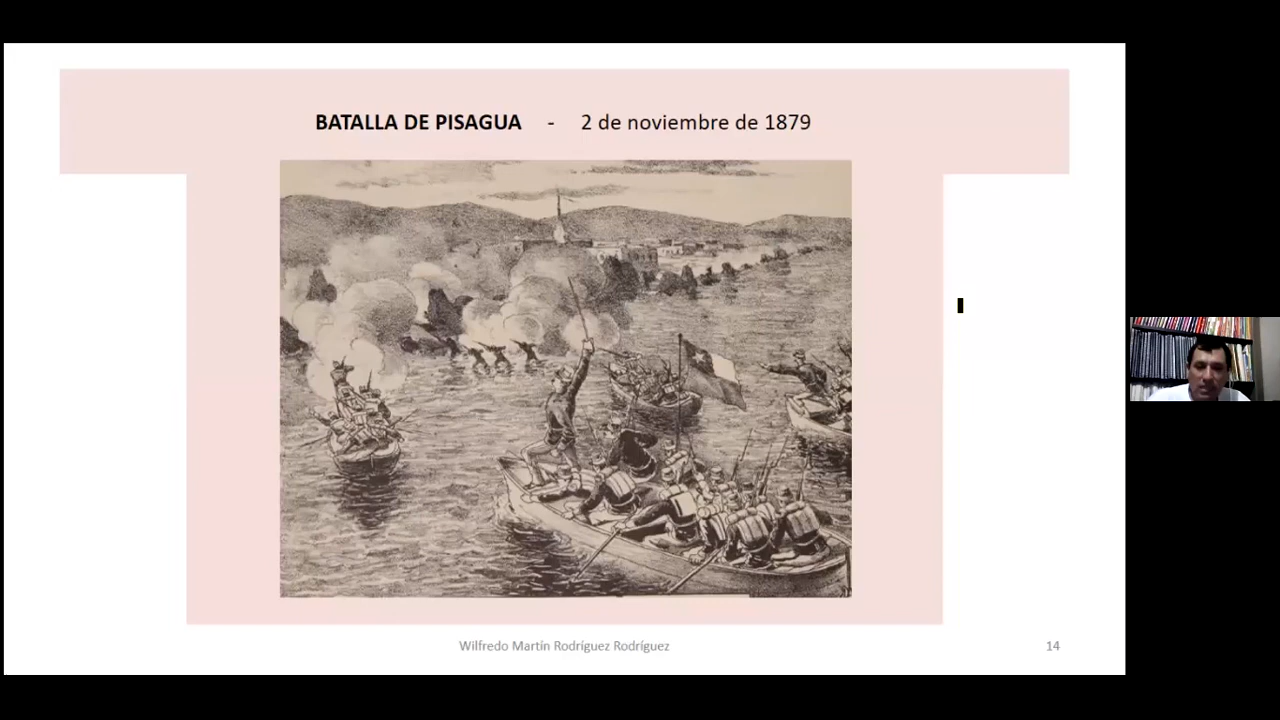 BATALLA DE PISAGUA - 2 de noviembre de 1879
Wilfredo Martín Rodríguez Rodríguez
14